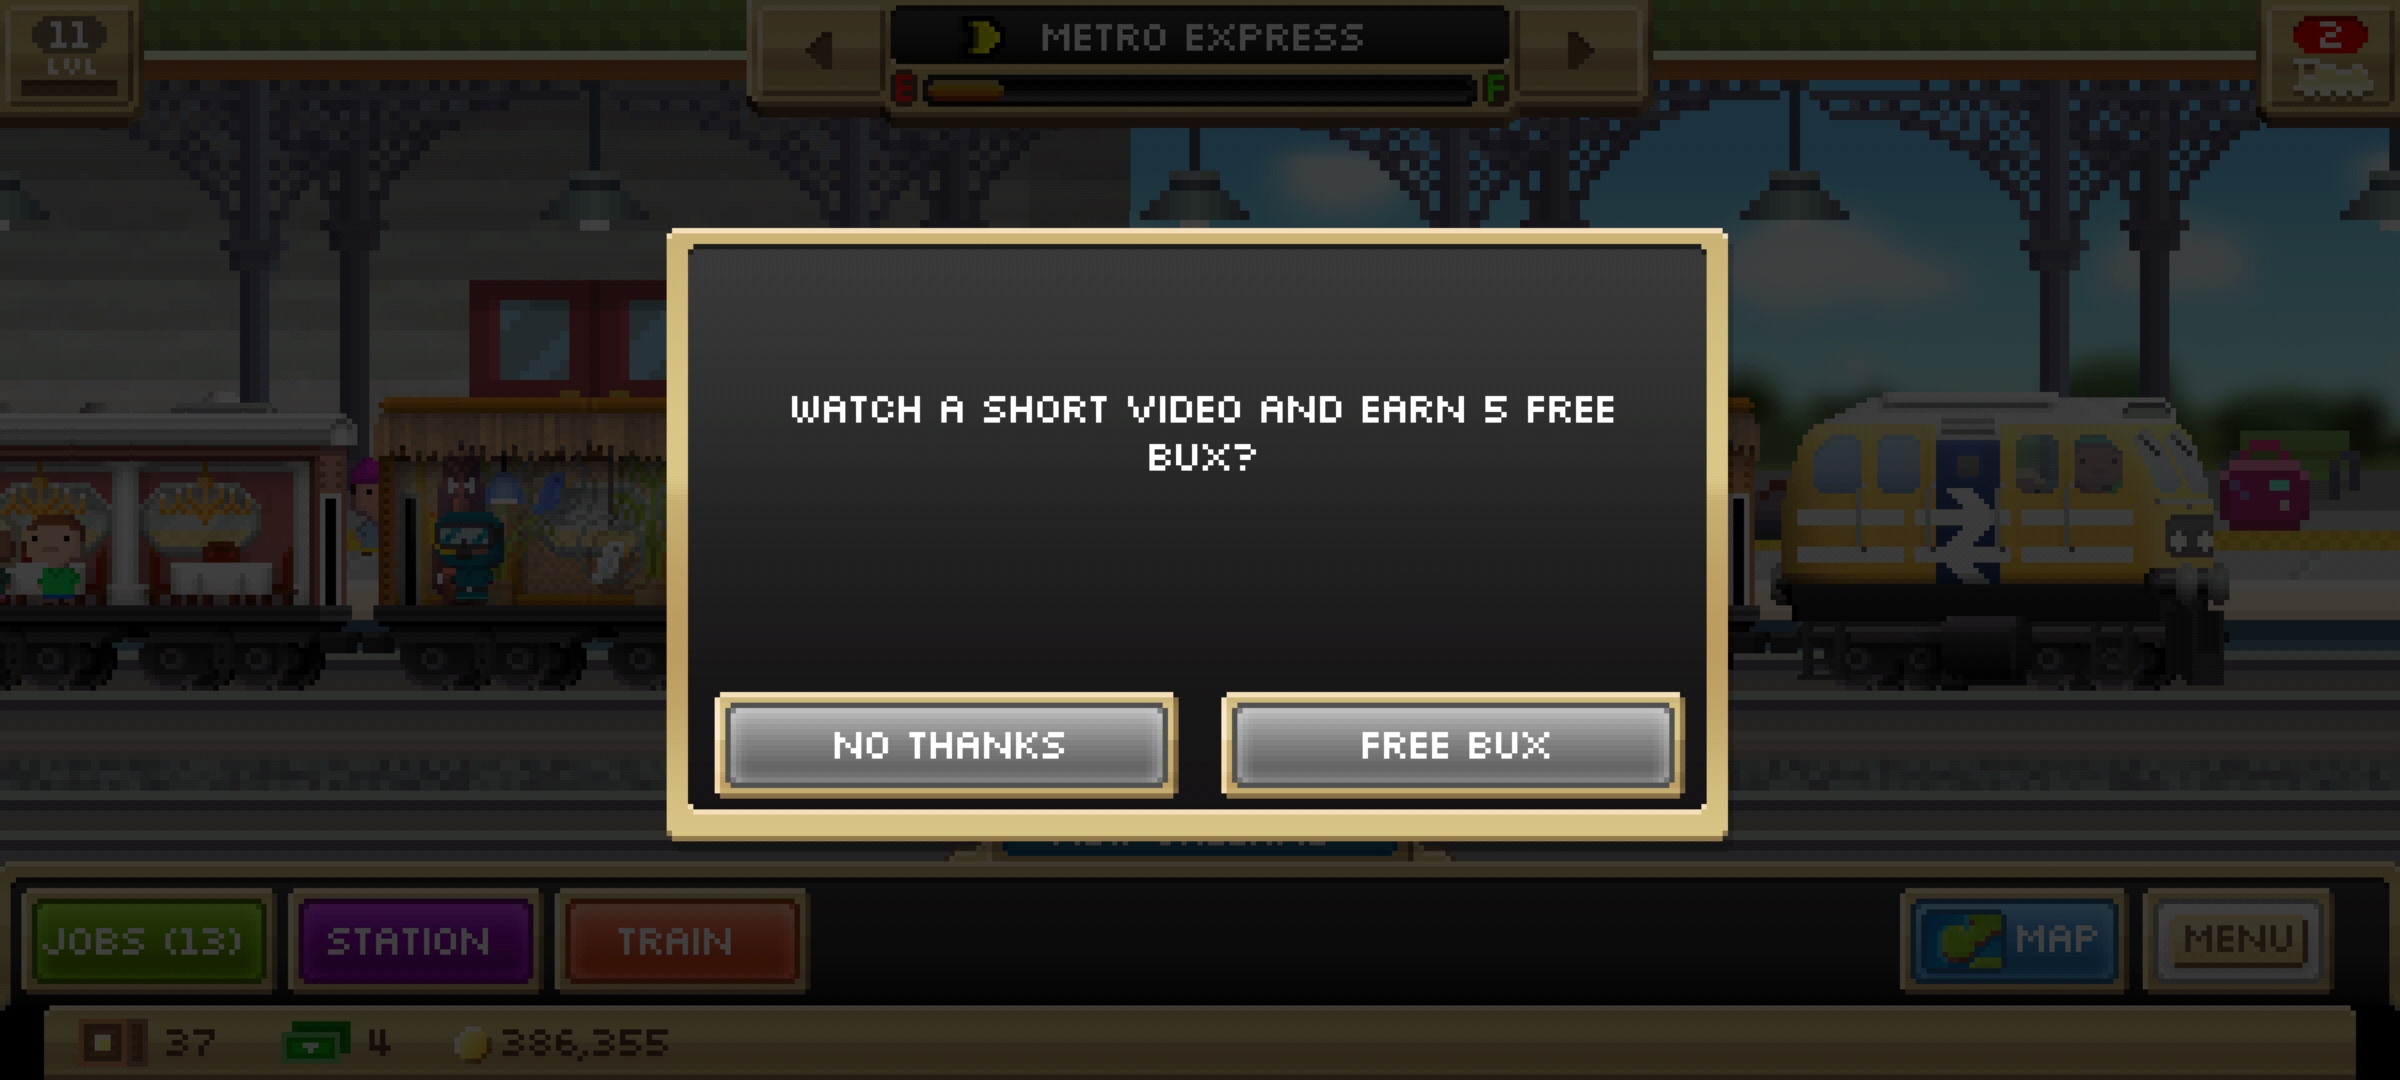 11
LVL
METRO EXPRESS
E F
2
WATCH A SHORT VIDEO AND EARN 5 FREE
BUX?
NO THANKS
FREE BUX
JOBS (13)
STATION
TRAIN
MAP
MENU
37
4
386,355